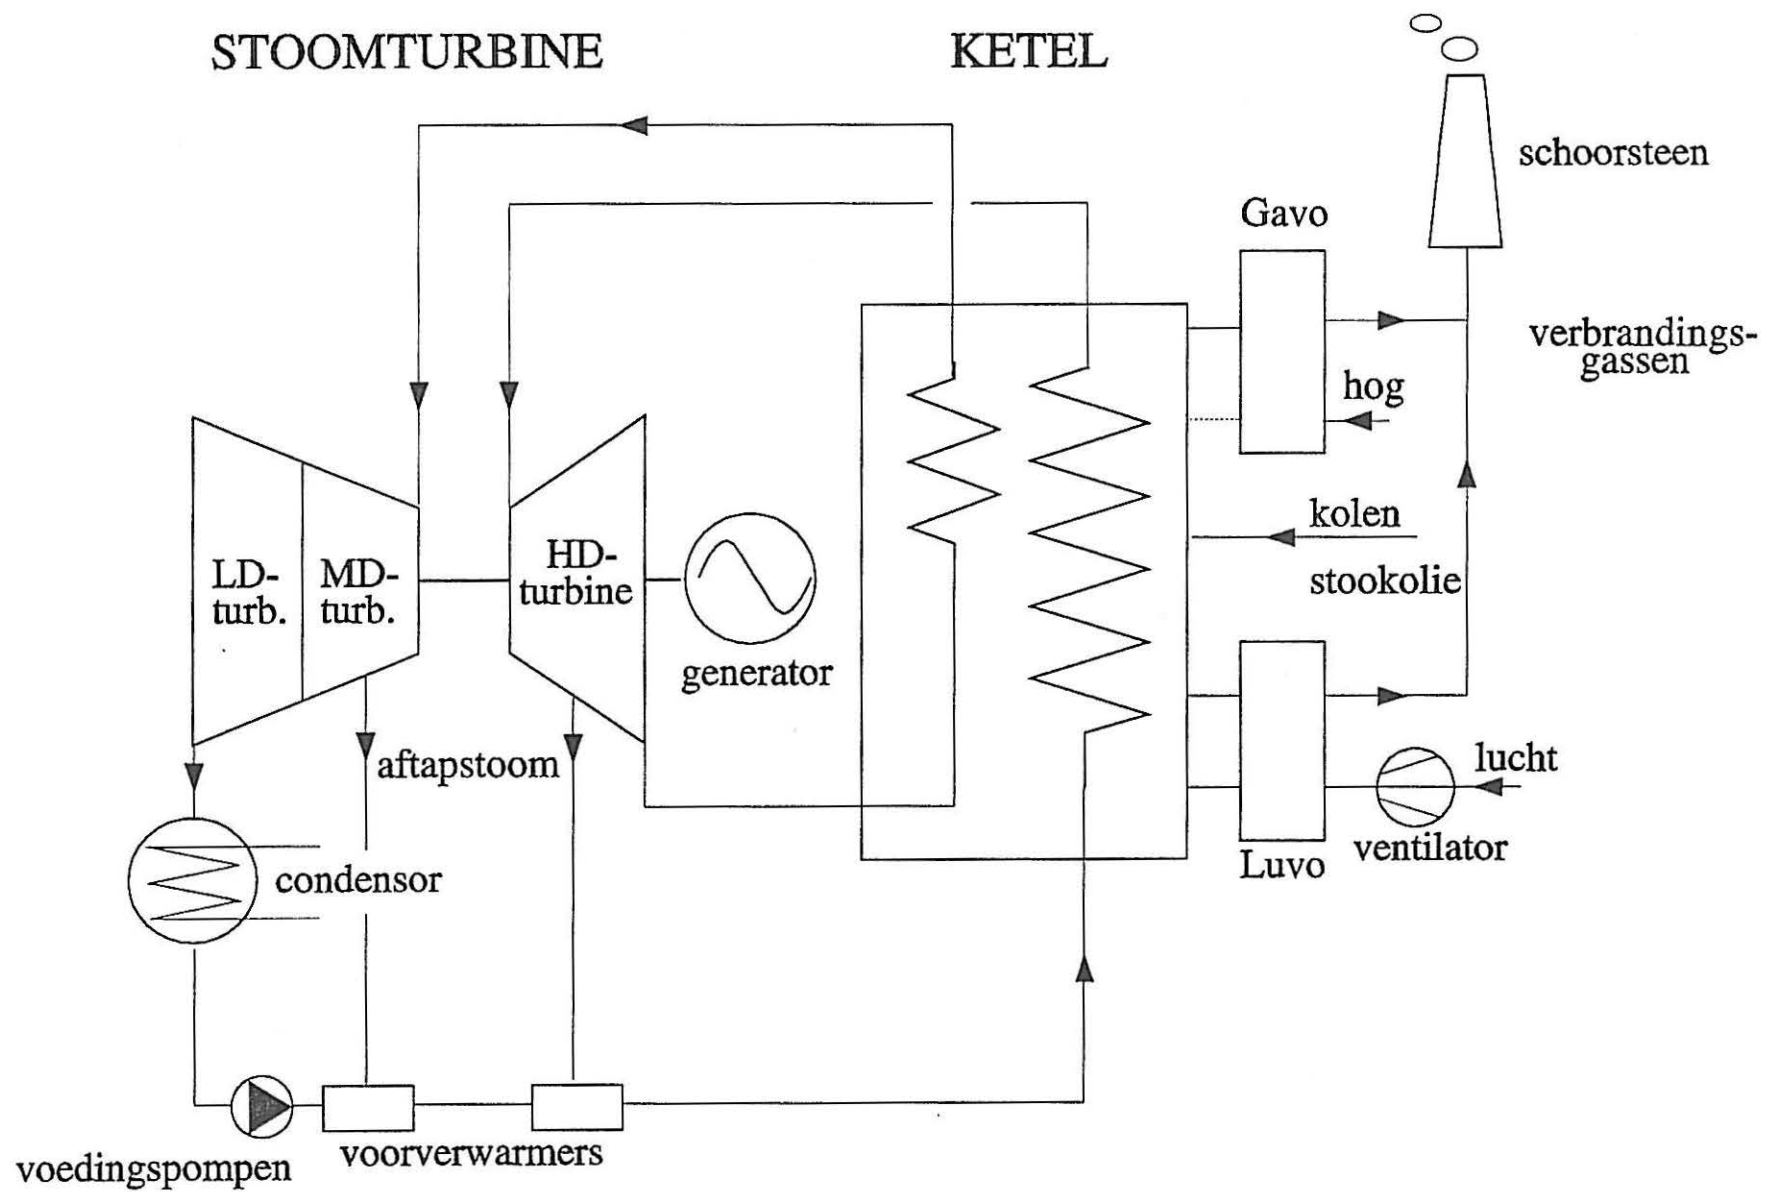 STOOMTURBINE
KETEL
schoorsteen
Gavo
verbrandings-
gassen
hog
kolen
stookolie
LD-
turb.
MD-
turb.
HD-
turbine
generator
aftapstoom
lucht
ventilator
Luvo
condensor
voorverwarmers
voedingspompen